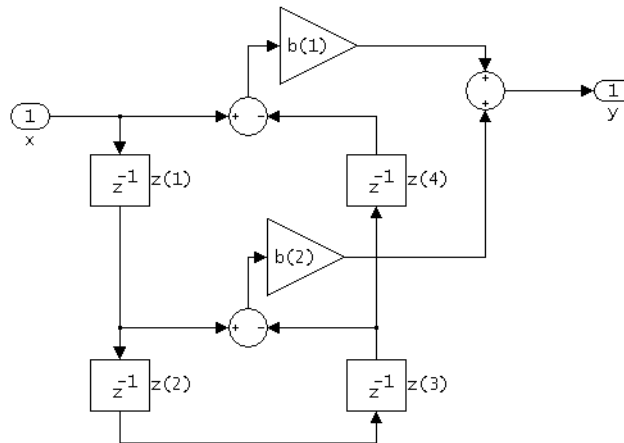 b(1)
+
+
1
x
+
-
1
y
z-1
z(1)
z-1
z(4)
b(2)
+
-
z-1
z(2)
z-1
z(3)